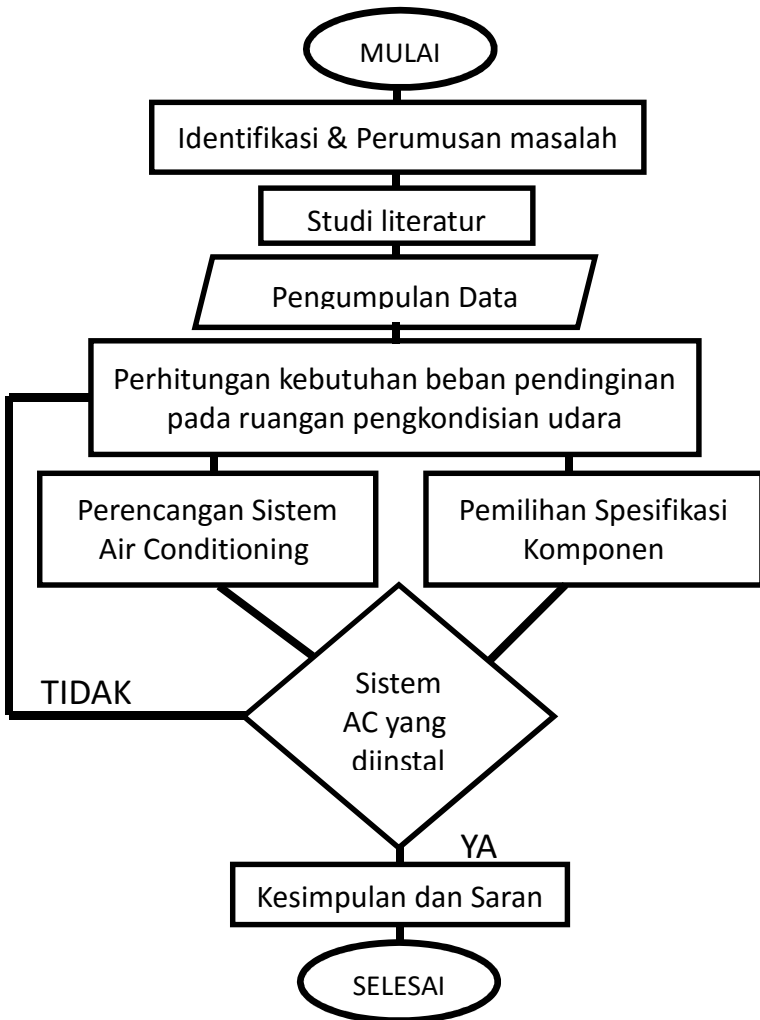 MULAI
Identifikasi & Perumusan masalah
Studi literatur
Pengumpulan Data
Perhitungan kebutuhan beban pendinginan
pada ruangan pengkondisian udara
Perencangan Sistem
Air Conditioning
Pemilihan Spesifikasi
Komponen
TIDAK
Sistem
AC yang
diinstal
YA
Kesimpulan dan Saran
SELESAI